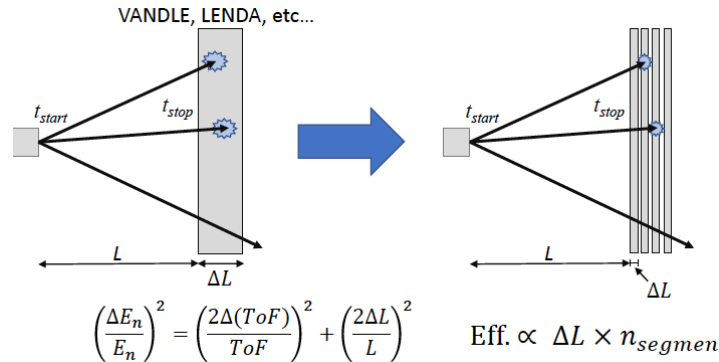 VANDLE, LENDA, etc...
t_start
t_stop
L
ΔL
t_start
t_stop
L
ΔL
(ΔE_n/E_n)^2 = (2Δ(ToF)/ToF)^2 + (2ΔL/L)^2
Eff. ∝ ΔL × n_segmen